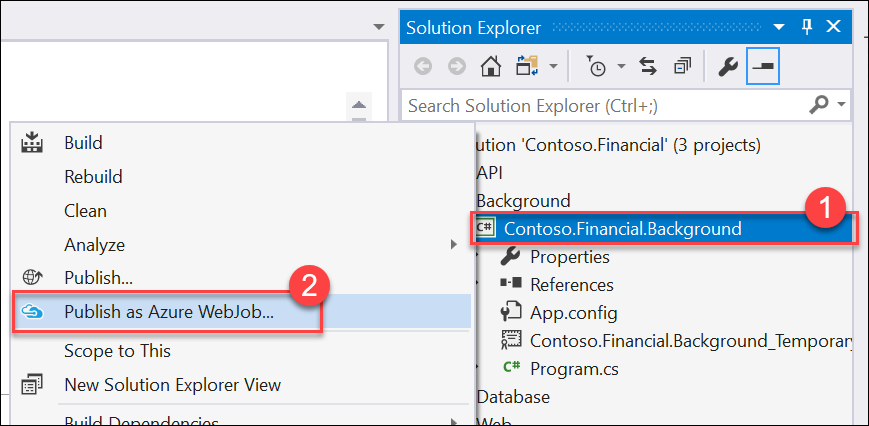 Solution Explorer
Search Solution Explorer (Ctrl+;)
ution 'Contoso.Financial' (3 projects)
API
Background
1
C# Contoso.Financial.Background
Properties
References
App.config
Contoso.Financial.Background_Temporary
C# Program.cs
Database
Web
Build
Rebuild
Clean
Analyze
Publish...
2
Publish as Azure WebJob...
Scope to This
New Solution Explorer View
Build Dependencies